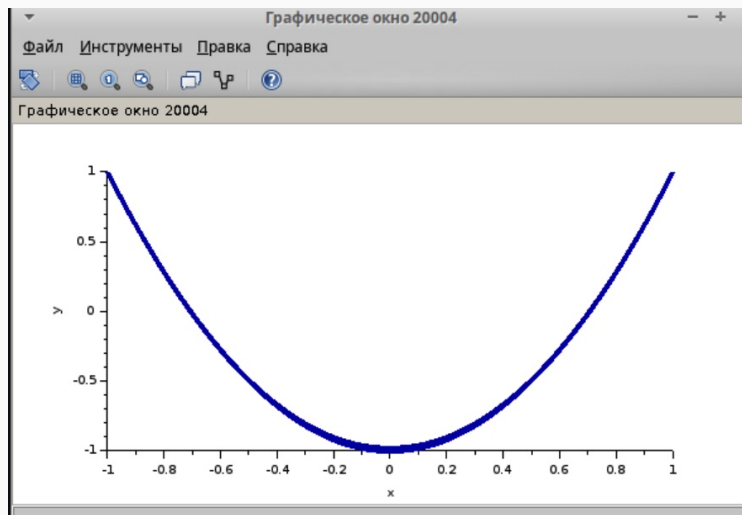 Графическое окно 20004
Файл Инструменты Правка Справка
Графическое окно 20004
1
0.5
y
0
-0.5
-1
-1 -0.8 -0.6 -0.4 -0.2 0 0.2 0.4 0.6 0.8 1
x